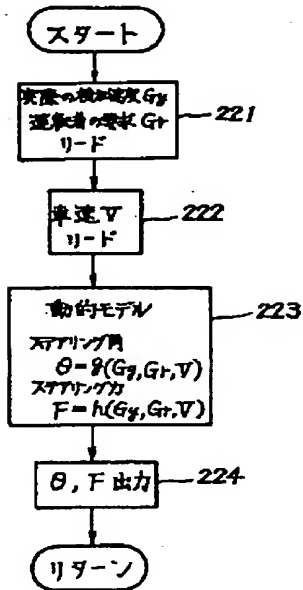 スタート
実際の横加速度Gy
運転者の要求Gr
リード
221
車速V
リード
222
動的モデル
ステアリング角
θ=g(Gy,Gr,V)
ステアリング力
F=h(Gy,Gr,V)
223
θ,F 出力
224
リターン